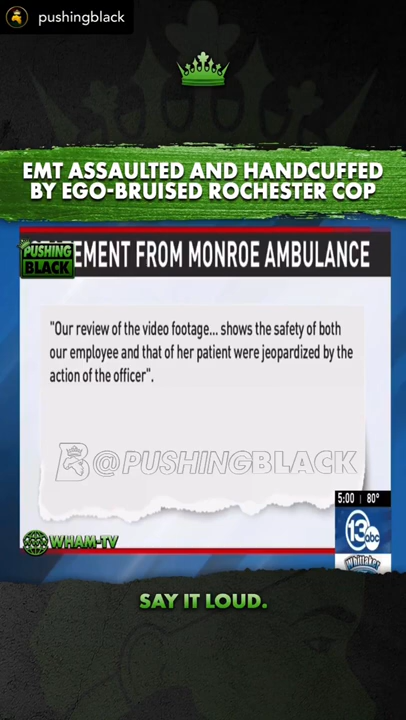 pushingblack
EMT ASSAULTED AND HANDCUFFED
BY EGO-BRUISED ROCHESTER COP
PUSHING
BLACK
EMENT FROM MONROE AMBULANCE
"Our review of the video footage... shows the safety of both
our employee and that of her patient were jeopardized by the
action of the officer".
B@PUSHINGBLACK
5:00 80°
13abc
Whittaker
WHAM-TV
SAY IT LOUD.